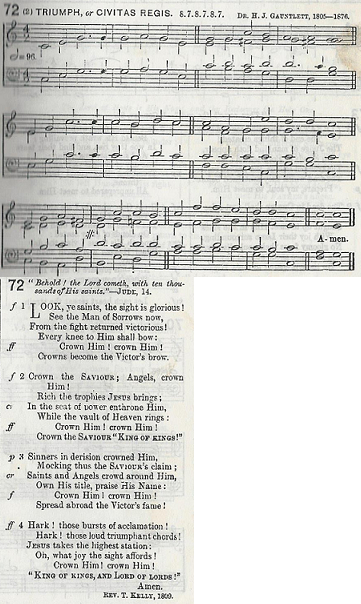 72 (2) TRIUMPH, or CIVITAS REGIS. 8.7.8.7.8.7. DR. H. J. GAUNTLETT, 1805—1876.
=96.
A-men.
72 "Behold! the Lord cometh, with ten thou-
sands of His saints."—JUDE, 14.
f 1 LOOK, ye saints, the sight is glorious!
See the Man of Sorrows now,
From the fight returned victorious!
Every knee to Him shall bow:
ff Crown Him! crown Him!
Crowns become the Victor's brow.
f 2 Crown the SAVIOUR; Angels, crown
Him!
Rich the trophies JESUS brings;
cr In the seat of power enthrone Him,
While the vault of Heaven rings:
ff Crown Him! crown Him!
Crown the SAVIOUR "KING OF KINGS!"
p 3 Sinners in derision crowned Him,
Mocking thus the SAVIOUR'S claim;
cr Saints and Angels crowd around Him,
Own His title, praise His Name:
f Crown Him! crown Him!
Spread abroad the Victor's fame!
ff 4 Hark! those bursts of acclamation!
Hark! those loud triumphant chords!
JESUS takes the highest station:
Oh, what joy the sight affords!
Crown Him! crown Him!
"KING OF KINGS, AND LORD OF LORDS!"
Amen.
REV. T. KELLY, 1809.